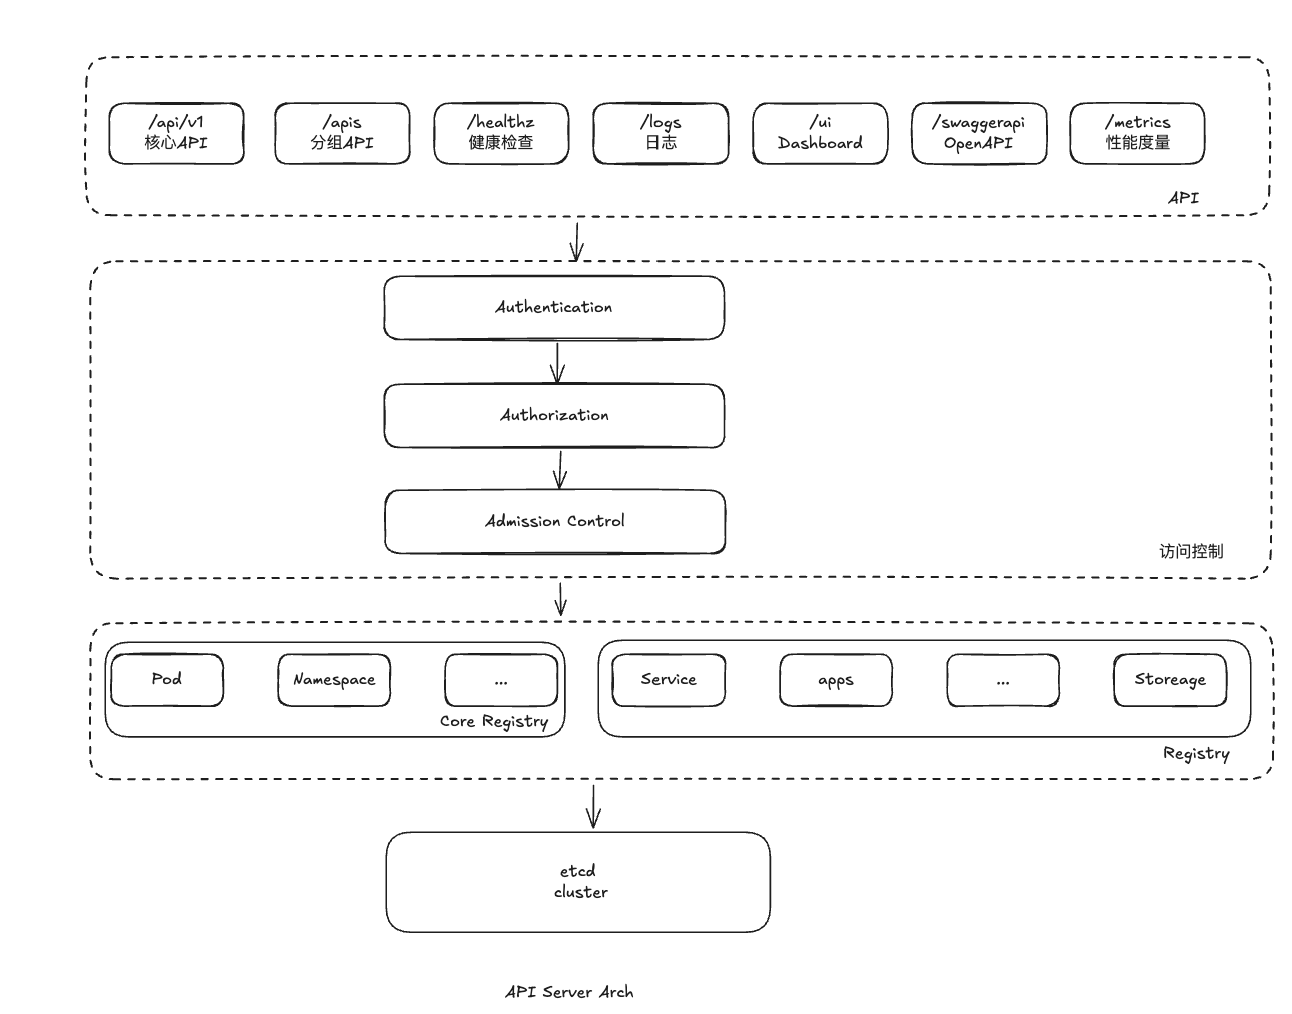 /api/v1
核心API
/apis
分组API
/healthz
健康检查
/logs
日志
/ui
Dashboard
/swaggerapi
OpenAPI
/metrics
性能度量
API
Authentication
Authorization
Admission Control
访问控制
Pod
Namespace
...
Core Registry
Service
apps
...
Storeage
Registry
etcd
cluster
API Server Arch